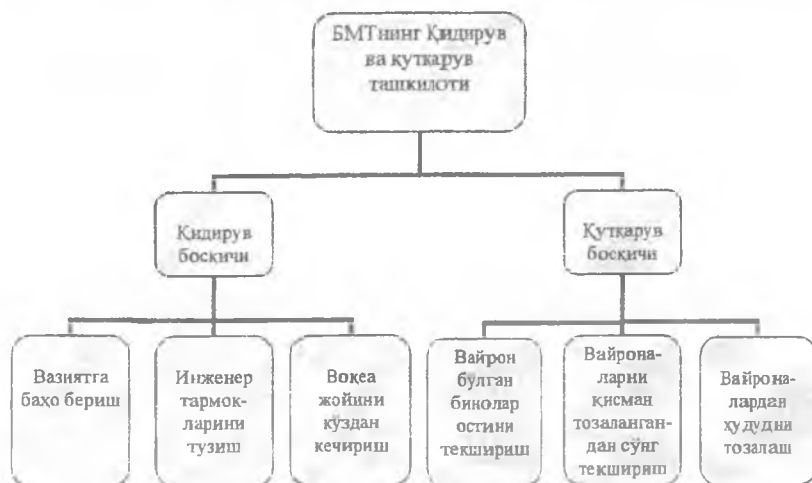 БМТнинг Қидирув
ва қутқарув
ташкилоти
Қидирув
босқичи
Қутқарув
босқичи
Вазиятга
баҳо бериш
Инженер
тармоқ-
ларини
тузиш
Воқеа
жойини
кўздан
кечириш
Вайрон
бўлган
бинолар
остини
текшириш
Вайрона-
ларни
қисман
тозаланган-
дан сўнг
текшириш
Вайрона-
лардан
ҳудудни
тозалаш